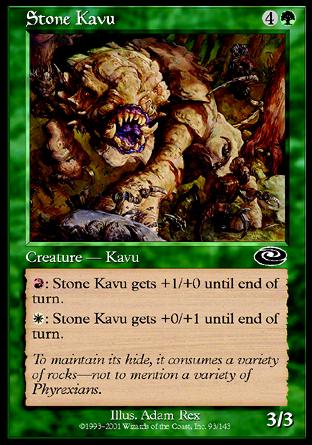 Stone Kavu 4
Creature — Kavu
: Stone Kavu gets +1/+0 until end of
turn.
: Stone Kavu gets +0/+1 until end of
turn.
To maintain its hide, it consumes a variety
of rocks—not to mention a variety of
Phyrexians.
Illus. Adam Rex
©1993–2001 Wizards of the Coast, Inc. 93/143
3/3